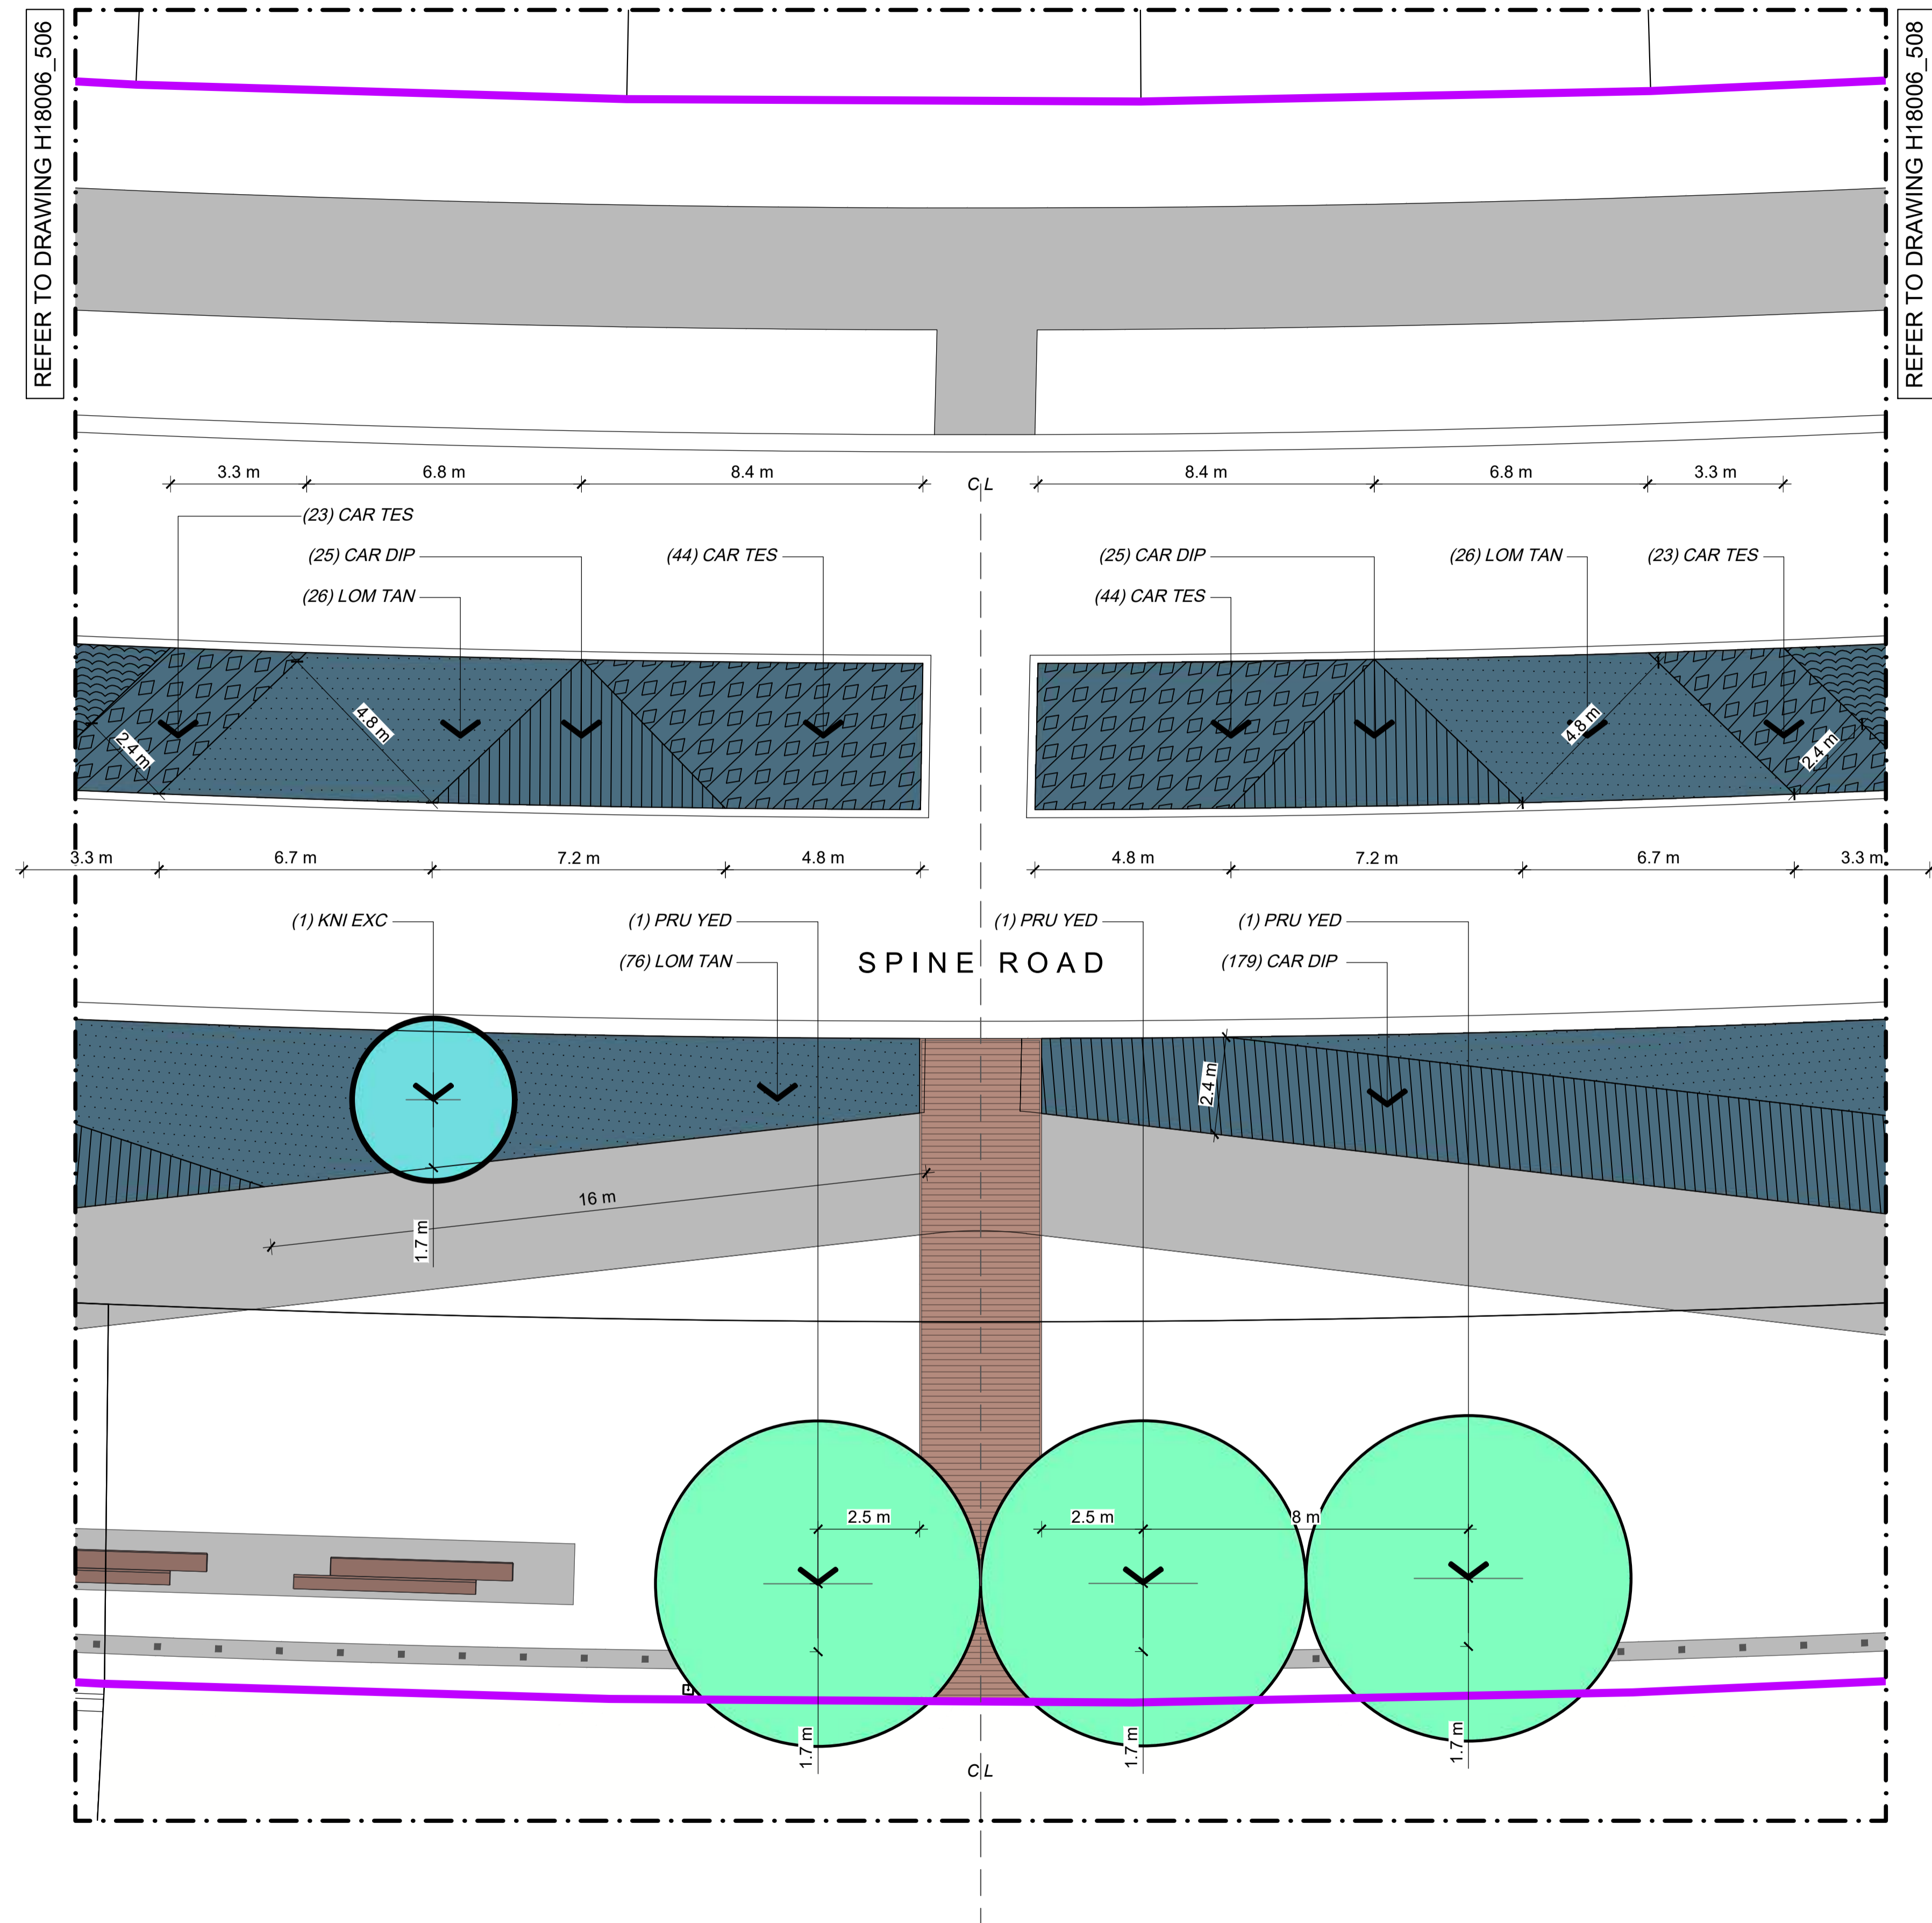 REFER TO DRAWING H18006_506
REFER TO DRAWING H18006_508
3.3 m
6.8 m
8.4 m
C L
8.4 m
6.8 m
3.3 m
(23) CAR TES
(25) CAR DIP
(44) CAR TES
(25) CAR DIP
(26) LOM TAN
(23) CAR TES
(26) LOM TAN
(44) CAR TES
2.4 m
4.8 m
4.8 m
2.4 m
3.3 m
6.7 m
7.2 m
4.8 m
4.8 m
7.2 m
6.7 m
3.3 m
(1) KNI EXC
(1) PRU YED
(1) PRU YED
(1) PRU YED
(76) LOM TAN
SPINE ROAD
(179) CAR DIP
2.4 m
16 m
1.7 m
2.5 m
2.5 m
8 m
1.7 m
1.7 m
1.7 m
C L